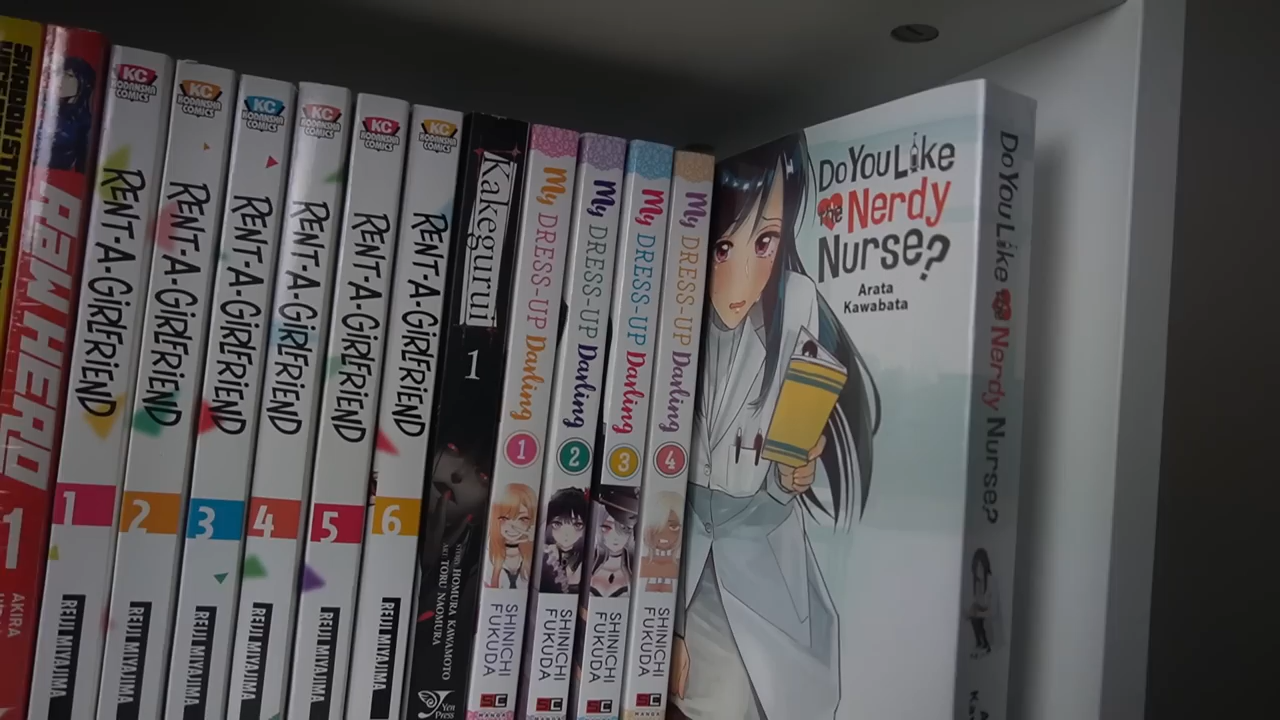 RAW HERO
1
AKIRA
KC
KODANSHA
COMICS
RENT-A-GIRLFRIEND
1
REIJI MIYAJIMA
KC
KODANSHA
COMICS
RENT-A-GIRLFRIEND
2
REIJI MIYAJIMA
KC
KODANSHA
COMICS
RENT-A-GIRLFRIEND
3
REIJI MIYAJIMA
KC
KODANSHA
COMICS
RENT-A-GIRLFRIEND
4
REIJI MIYAJIMA
KC
KODANSHA
COMICS
RENT-A-GIRLFRIEND
5
REIJI MIYAJIMA
KC
KODANSHA
COMICS
RENT-A-GIRLFRIEND
6
REIJI MIYAJIMA
Kakegurui
1
STORY: HOMURA KAWAMOTO
ART: TORU NAOMURA
Yen
Press
My DRESS-UP Darling
1
SHINICHI
FUKUDA
My DRESS-UP Darling
2
SHINICHI
FUKUDA
My DRESS-UP Darling
3
SHINICHI
FUKUDA
My DRESS-UP Darling
4
SHINICHI
FUKUDA
Do You Like
the Nerdy
Nurse?
Arata
Kawabata
Do You Like the Nerdy Nurse?